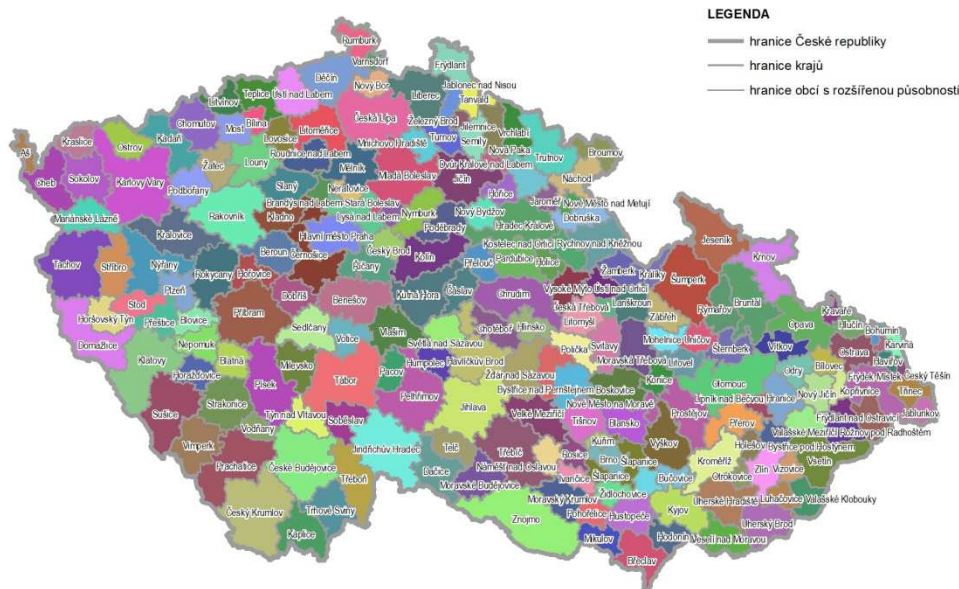 LEGENDA
hranice České republiky
hranice krajů
hranice obcí s rozšířenou působností
Rumburk
Varnsdorf
Frýdlant
Děčín
Nový Bor
Jablonec nad Nisou
Teplice
Ústí nad Labem
Liberec
Tanvald
Litvínov
Česká Lípa
Železný Brod
Jilemnice
Vrchlabí
Chomutov
Most
Bílina
Litoměřice
Turnov
Semily
Trutnov
Kadaň
Lovosice
Mnichovo Hradiště
Nová Paka
Broumov
Kraslice
Ostrov
Roudnice nad Labem
Dvůr Králové nad Labem
Aš
Žatec
Louny
Mělník
Mladá Boleslav
Jičín
Náchod
Cheb
Sokolov
Karlovy Vary
Podbořany
Slaný
Neratovice
Hořice
Jaroměř
Nové Město nad Metují
Brandýs nad Labem-Stará Boleslav
Rakovník
Kladno
Lysá nad Labem
Nymburk
Nový Bydžov
Dobruška
Mariánské Lázně
Hlavní město Praha
Poděbrady
Hradec Králové
Jeseník
Kralovice
Kostelec nad Orlicí
Rychnov nad Kněžnou
Beroun
Černošice
Český Brod
Kolín
Přelouč
Pardubice
Holice
Krnov
Tachov
Stříbro
Nýřany
Rokycany
Hořovice
Říčany
Žamberk
Králíky
Šumperk
Plzeň
Kutná Hora
Čáslav
Vysoké Mýto
Ústí nad Orlicí
Dobříš
Benešov
Chrudim
Lanškroun
Rýmařov
Bruntál
Horšovský Týn
Stod
Příbram
Česká Třebová
Zábřeh
Kravaře
Přeštice
Blovice
Sedlčany
Litomyšl
Opava
Hlučín
Chotěboř
Hlinsko
Bohumín
Domažlice
Nepomuk
Votice
Vlašim
Světlá nad Sázavou
Svitavy
Mohelnice
Uničov
Šternberk
Vítkov
Ostrava
Karviná
Klatovy
Blatná
Milevsko
Humpolec
Havlíčkův Brod
Polička
Moravská Třebová
Litovel
Bílovec
Havířov
Horažďovice
Písek
Tábor
Pacov
Žďár nad Sázavou
Odry
Frýdek-Místek
Český Těšín
Konice
Olomouc
Pelhřimov
Bystřice nad Pernštejnem
Boskovice
Lipník nad Bečvou
Hranice
Nový Jičín
Kopřivnice
Třinec
Sušice
Strakonice
Týn nad Vltavou
Jihlava
Nové Město na Moravě
Prostějov
Frýdlant nad Ostravicí
Jablunkov
Soběslav
Velké Meziříčí
Tišnov
Blansko
Přerov
Valašské Meziříčí
Rožnov pod Radhoštěm
Vodňany
Kuřim
Vyškov
Holešov
Bystřice pod Hostýnem
Vimperk
Jindřichův Hradec
Telč
Třebíč
Rosice
Brno
Šlapanice
Kroměříž
Vsetín
Prachatice
České Budějovice
Dačice
Náměšť nad Oslavou
Ivančice
Šlapanice
Bučovice
Otrokovice
Zlín
Vizovice
Třeboň
Moravské Budějovice
Židlochovice
Luhačovice
Valašské Klobouky
Český Krumlov
Trhové Sviny
Moravský Krumlov
Pohořelice
Hustopeče
Kyjov
Uherské Hradiště
Znojmo
Uherský Brod
Kaplice
Mikulov
Hodonín
Veselí nad Moravou
Břeclav